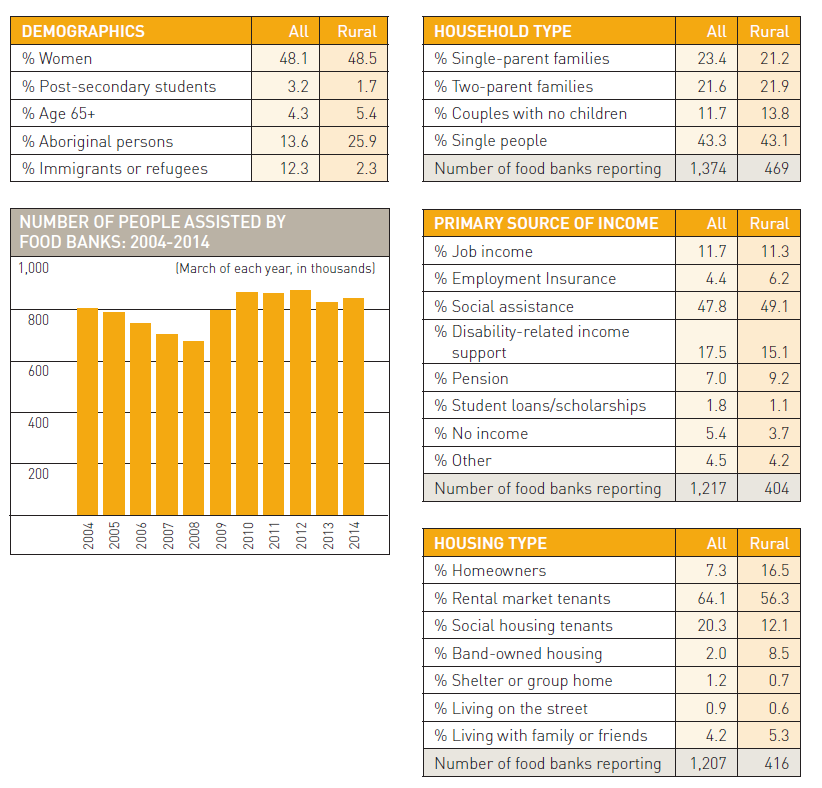 DEMOGRAPHICS All Rural
% Women 48.1 48.5
% Post-secondary students 3.2 1.7
% Age 65+ 4.3 5.4
% Aboriginal persons 13.6 25.9
% Immigrants or refugees 12.3 2.3
NUMBER OF PEOPLE ASSISTED BY
FOOD BANKS: 2004-2014
(March of each year, in thousands)
1,000
800
600
400
200
2004 2005 2006 2007 2008 2009 2010 2011 2012 2013 2014
HOUSEHOLD TYPE All Rural
% Single-parent families 23.4 21.2
% Two-parent families 21.6 21.9
% Couples with no children 11.7 13.8
% Single people 43.3 43.1
Number of food banks reporting 1,374 469
PRIMARY SOURCE OF INCOME All Rural
% Job income 11.7 11.3
% Employment Insurance 4.4 6.2
% Social assistance 47.8 49.1
% Disability-related income
support 17.5 15.1
% Pension 7.0 9.2
% Student loans/scholarships 1.8 1.1
% No income 5.4 3.7
% Other 4.5 4.2
Number of food banks reporting 1,217 404
HOUSING TYPE All Rural
% Homeowners 7.3 16.5
% Rental market tenants 64.1 56.3
% Social housing tenants 20.3 12.1
% Band-owned housing 2.0 8.5
% Shelter or group home 1.2 0.7
% Living on the street 0.9 0.6
% Living with family or friends 4.2 5.3
Number of food banks reporting 1,207 416